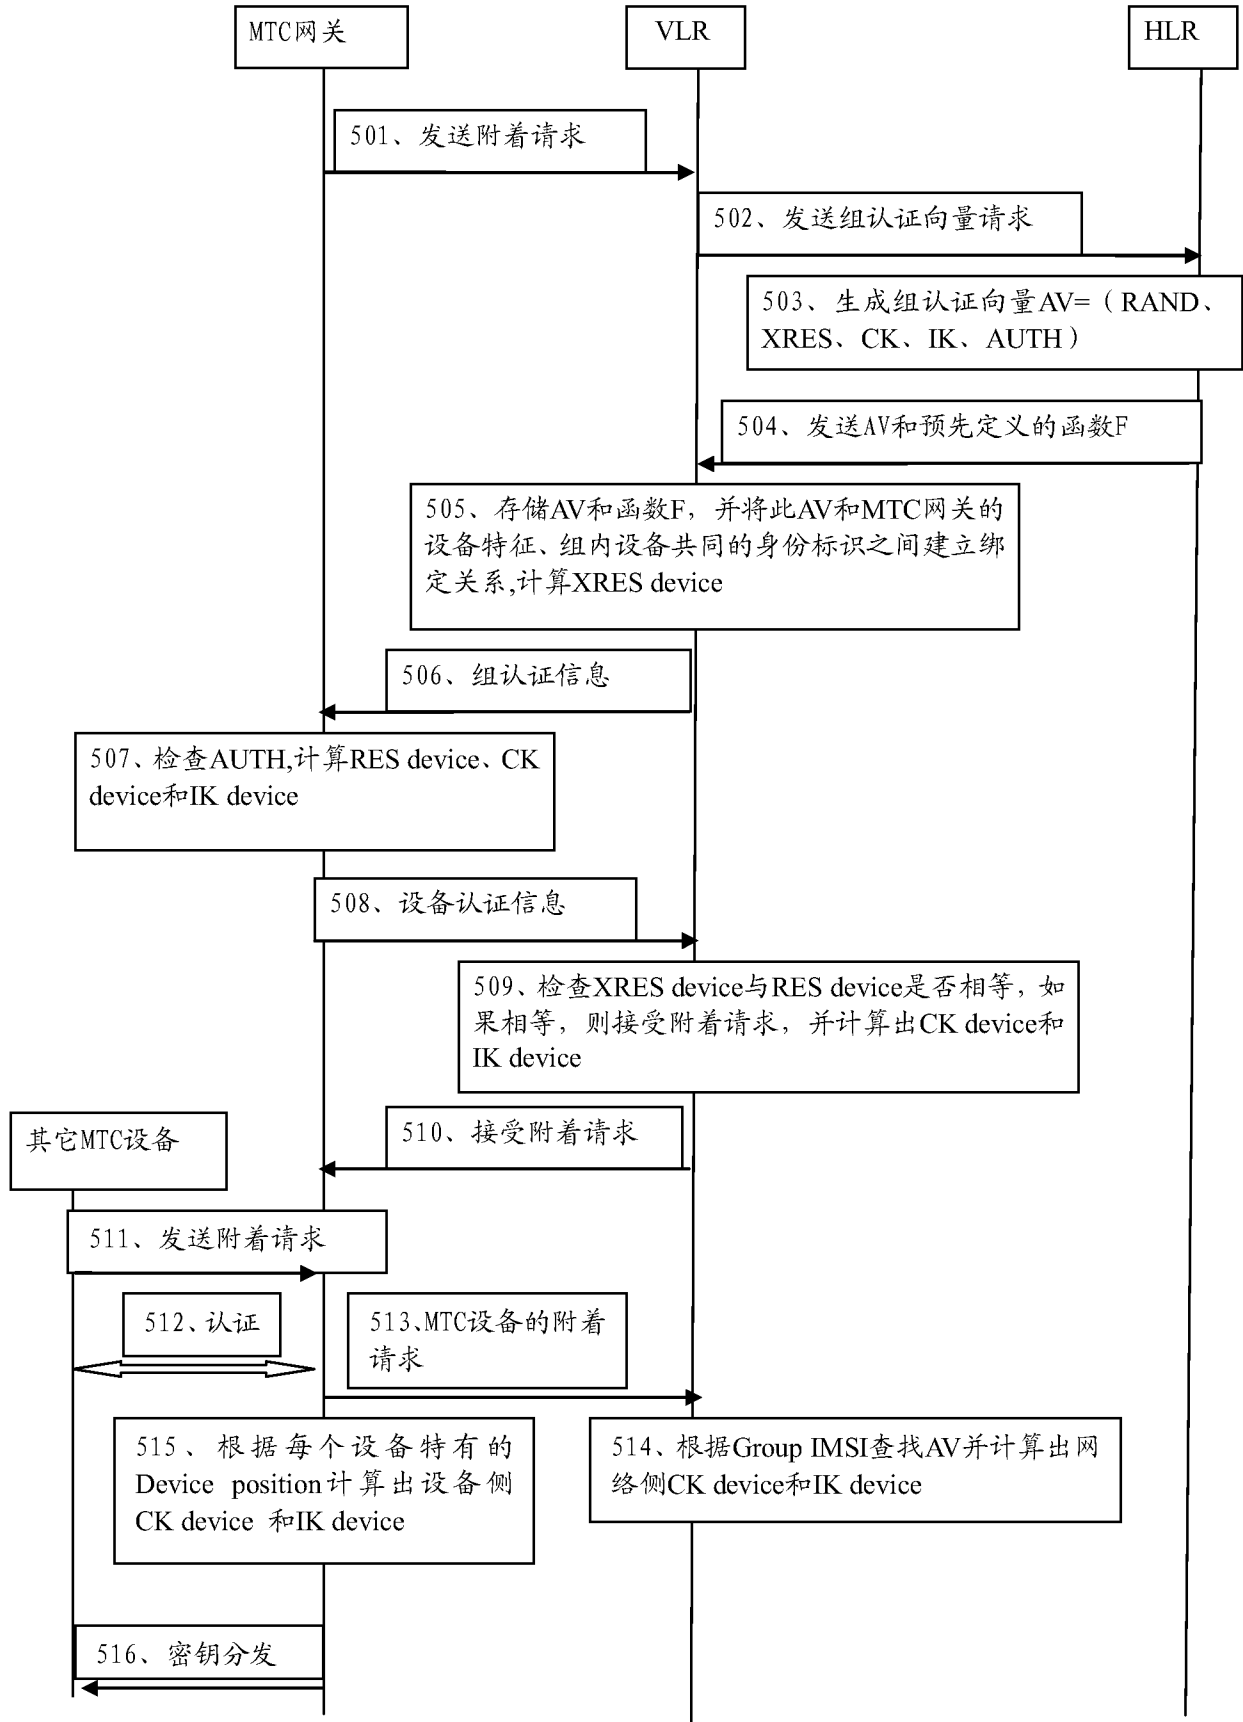 MTC网关
VLR
HLR
501、发送附着请求
502、发送组认证向量请求
503、生成组认证向量AV=（RAND、
XRES、CK、IK、AUTH）
504、发送AV和预先定义的函数F
505、存储AV和函数F，并将此AV和MTC网关的
设备特征、组内设备共同的身份标识之间建立绑
定关系,计算XRES device
506、组认证信息
507、检查AUTH,计算RES device、CK
device和IK device
508、设备认证信息
509、检查XRES device与RES device是否相等，如
果相等，则接受附着请求，并计算出CK device和
IK device
510、接受附着请求
其它MTC设备
511、发送附着请求
512、认证
513、MTC设备的附着
请求
514、根据Group IMSI查找AV并计算出网
络侧CK device和IK device
515、根据每个设备特有的
Device position计算出设备侧
CK device 和IK device
516、密钥分发